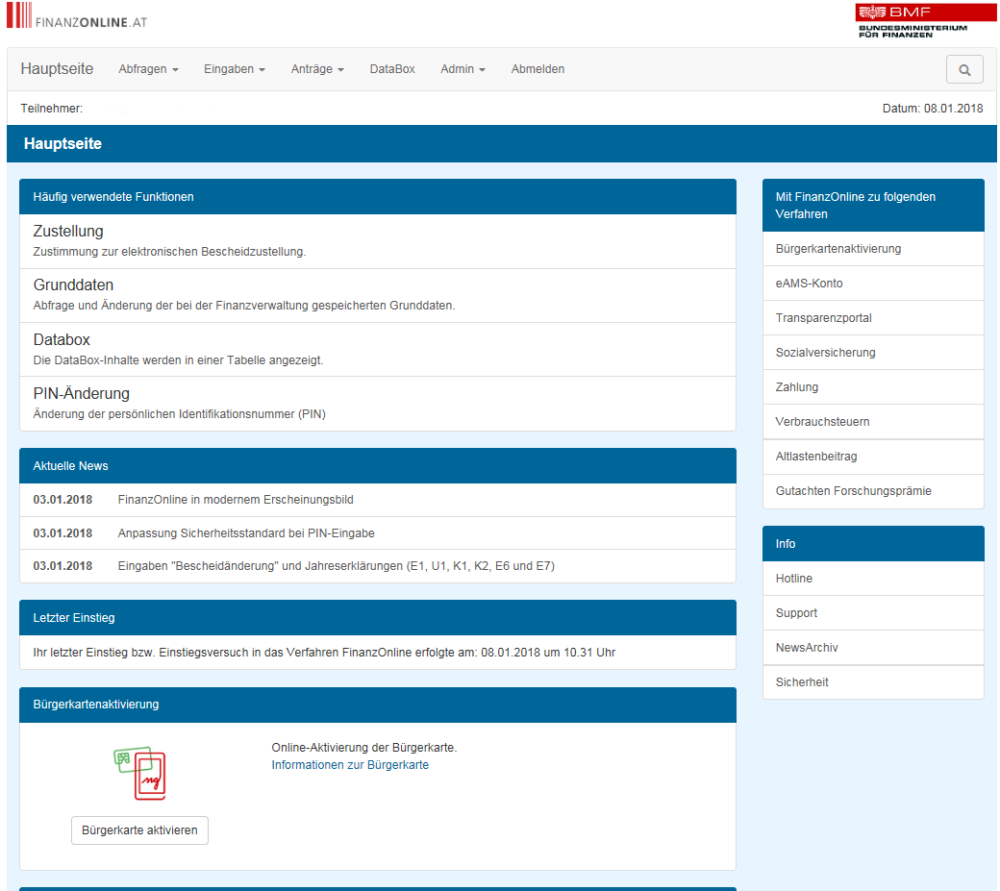 FINANZONLINE.AT
BMF
BUNDESMINISTERIUM
FÜR FINANZEN
Hauptseite Abfragen Eingaben Anträge DataBox Admin Abmelden
Teilnehmer: Datum: 08.01.2018
Hauptseite
Häufig verwendete Funktionen
Zustellung
Zustimmung zur elektronischen Bescheidzustellung.
Grunddaten
Abfrage und Änderung der bei der Finanzverwaltung gespeicherten Grunddaten.
Databox
Die DataBox-Inhalte werden in einer Tabelle angezeigt.
PIN-Änderung
Änderung der persönlichen Identifikationsnummer (PIN)
Aktuelle News
03.01.2018 FinanzOnline in modernem Erscheinungsbild
03.01.2018 Anpassung Sicherheitsstandard bei PIN-Eingabe
03.01.2018 Eingaben "Bescheidänderung" und Jahreserklärungen (E1, U1, K1, K2, E6 und E7)
Letzter Einstieg
Ihr letzter Einstieg bzw. Einstiegsversuch in das Verfahren FinanzOnline erfolgte am: 08.01.2018 um 10.31 Uhr
Bürgerkartenaktivierung
Online-Aktivierung der Bürgerkarte.
Informationen zur Bürgerkarte
Bürgerkarte aktivieren
Mit FinanzOnline zu folgenden
Verfahren
Bürgerkartenaktivierung
eAMS-Konto
Transparenzportal
Sozialversicherung
Zahlung
Verbrauchsteuern
Altlastenbeitrag
Gutachten Forschungsprämie
Info
Hotline
Support
NewsArchiv
Sicherheit